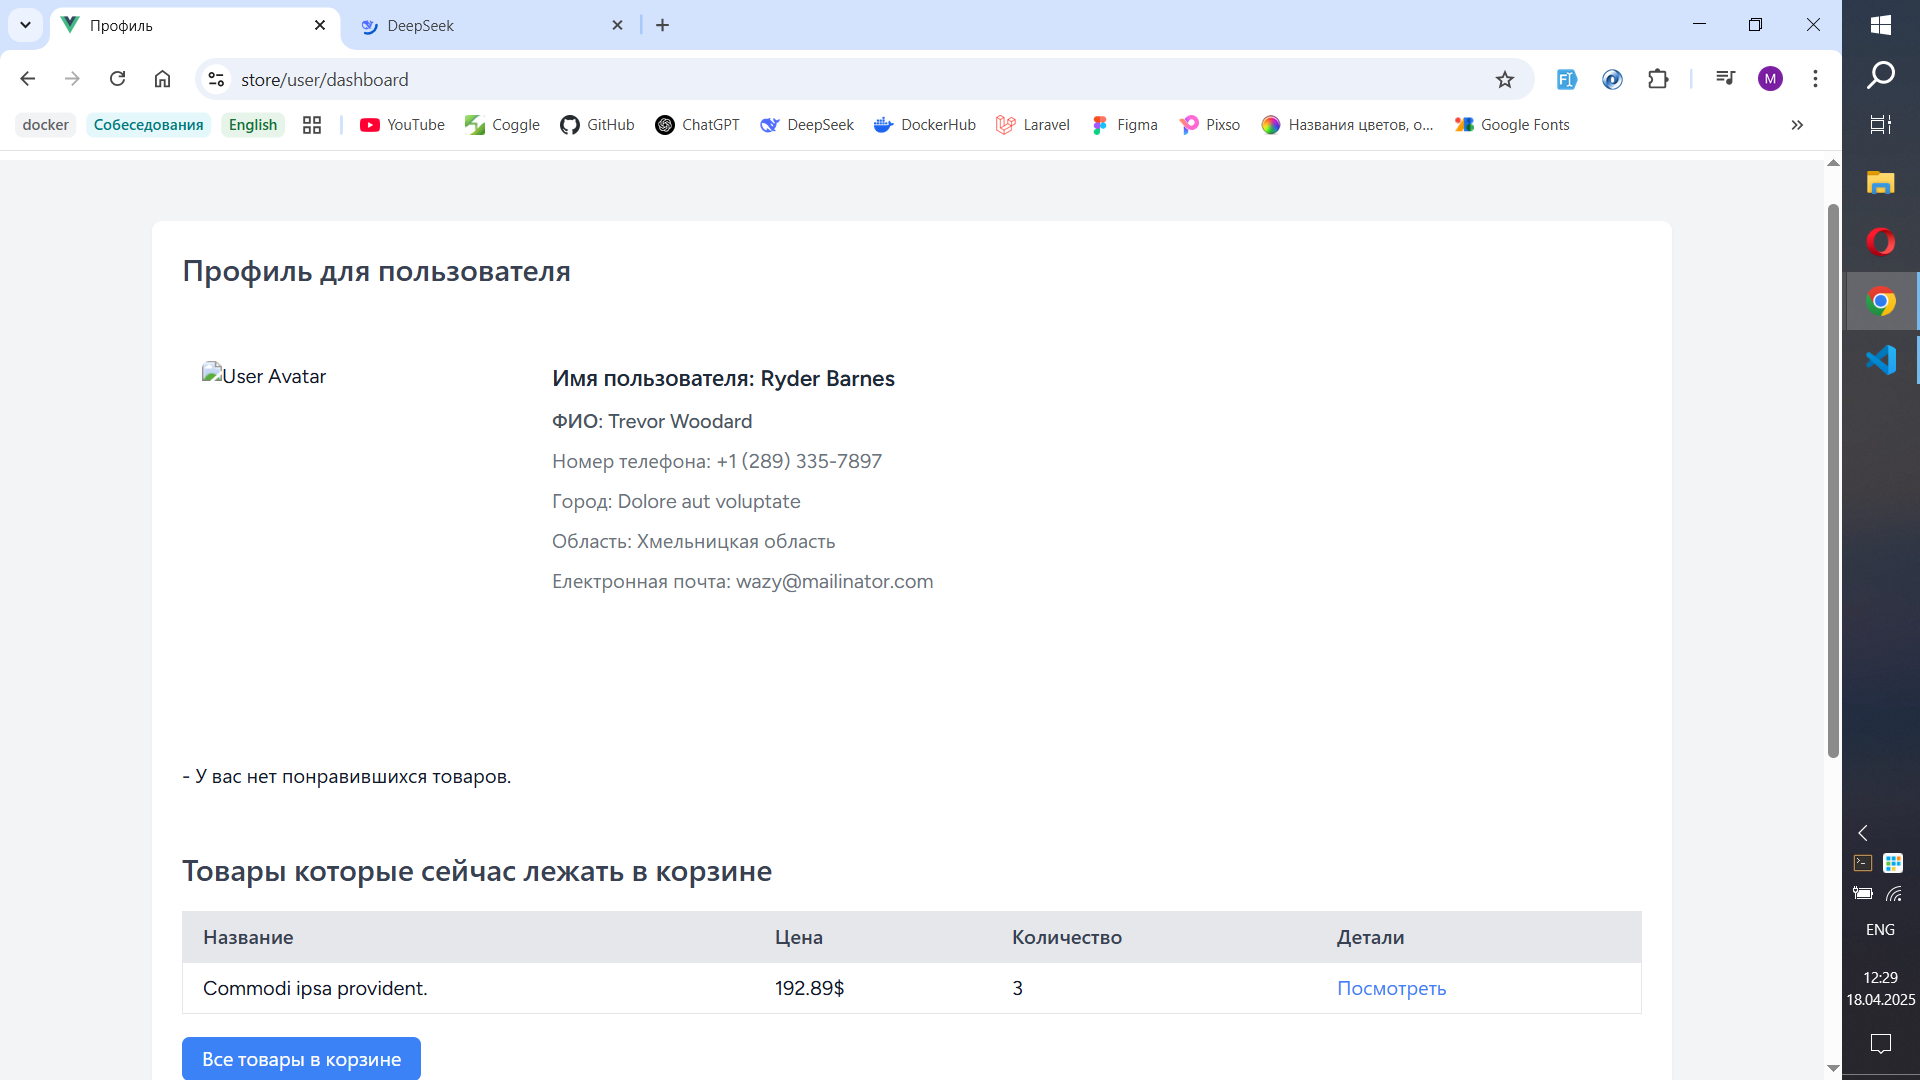 Профиль
DeepSeek
store/user/dashboard
M
docker
Собеседования
English
YouTube
Coggle
GitHub
ChatGPT
DeepSeek
DockerHub
Laravel
Figma
Pixso
Названия цветов, о...
Google Fonts
Профиль для пользователя
User Avatar
Имя пользователя: Ryder Barnes
ФИО: Trevor Woodard
Номер телефона: +1 (289) 335-7897
Город: Dolore aut voluptate
Область: Хмельницкая область
Електронная почта: wazy@mailinator.com
- У вас нет понравившихся товаров.
Товары которые сейчас лежать в корзине
Название Цена Количество Детали
Commodi ipsa provident. 192.89$ 3 Посмотреть
Все товары в корзине
ENG
12:29
18.04.2025